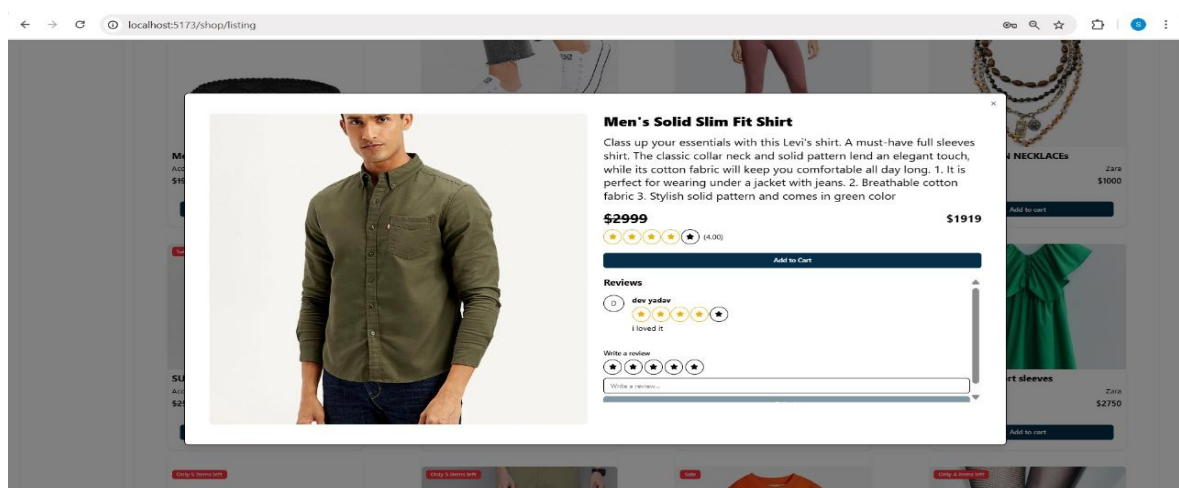 localhost:5173/shop/listing
S
Men's Solid Slim Fit Shirt
Class up your essentials with this Levi's shirt. A must-have full sleeves
shirt. The classic collar neck and solid pattern lend an elegant touch,
while its cotton fabric will keep you comfortable all day long. 1. It is
perfect for wearing under a jacket with jeans. 2. Breathable cotton
fabric 3. Stylish solid pattern and comes in green color
$2999 $1919
(4.00)
Add to Cart
Reviews
D dev yadav
i loved it
Write a review
Write a review...
NECKLACEs
Zara
$1000
Add to cart
SU
rt sleeves
Zara
$2750
Add to cart
Only 5 items left
Only 5 items left
Sale
Only 4 items left